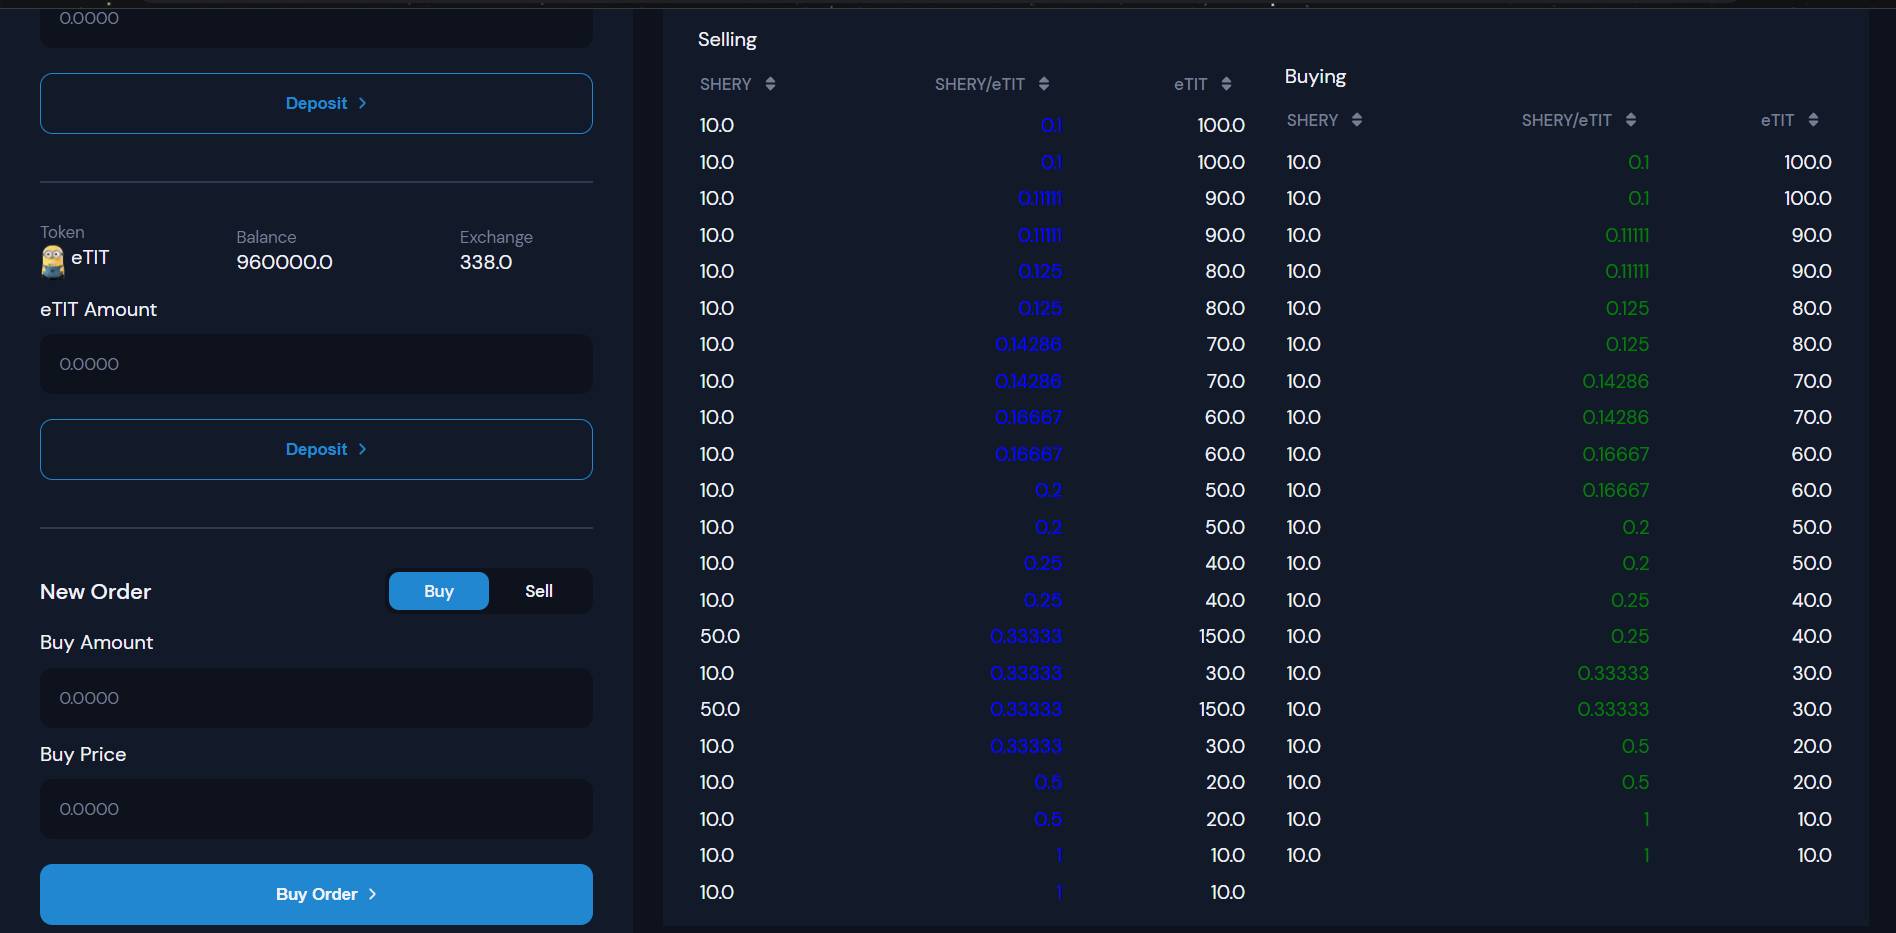 0.0000
Deposit
Token Balance Exchange
eTIT 960000.0 338.0
eTIT Amount
0.0000
Deposit
New Order Buy Sell
Buy Amount
0.0000
Buy Price
0.0000
Buy Order
Selling
SHERY SHERY/eTIT eTIT
10.0 0.1 100.0
10.0 0.1 100.0
10.0 0.11111 90.0
10.0 0.11111 90.0
10.0 0.125 80.0
10.0 0.125 80.0
10.0 0.14286 70.0
10.0 0.14286 70.0
10.0 0.16667 60.0
10.0 0.16667 60.0
10.0 0.2 50.0
10.0 0.2 50.0
10.0 0.25 40.0
10.0 0.25 40.0
50.0 0.33333 150.0
10.0 0.33333 30.0
50.0 0.33333 150.0
10.0 0.33333 30.0
10.0 0.5 20.0
10.0 0.5 20.0
10.0 1 10.0
10.0 1 10.0
Buying
SHERY SHERY/eTIT eTIT
10.0 0.1 100.0
10.0 0.1 100.0
10.0 0.11111 90.0
10.0 0.11111 90.0
10.0 0.125 80.0
10.0 0.125 80.0
10.0 0.14286 70.0
10.0 0.14286 70.0
10.0 0.16667 60.0
10.0 0.16667 60.0
10.0 0.2 50.0
10.0 0.2 50.0
10.0 0.25 40.0
10.0 0.25 40.0
10.0 0.33333 30.0
10.0 0.33333 30.0
10.0 0.5 20.0
10.0 0.5 20.0
10.0 1 10.0
10.0 1 10.0